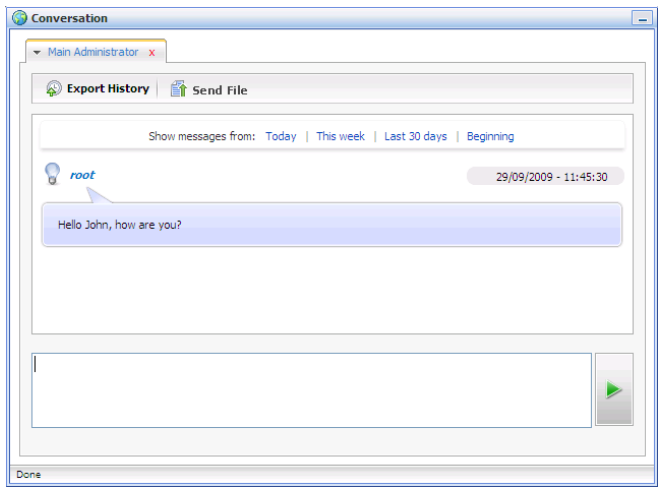 Conversation
Main Administrator x
Export History Send File
Show messages from: Today | This week | Last 30 days | Beginning
root 29/09/2009 - 11:45:30
Hello John, how are you?
Done